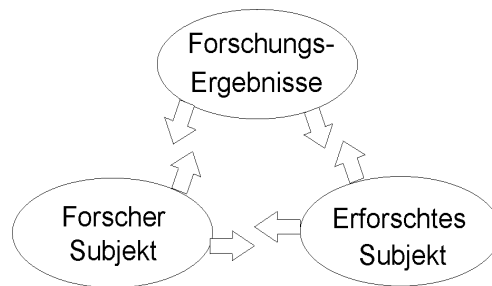 Forschungs-
Ergebnisse
Forscher
Subjekt
Erforschtes
Subjekt